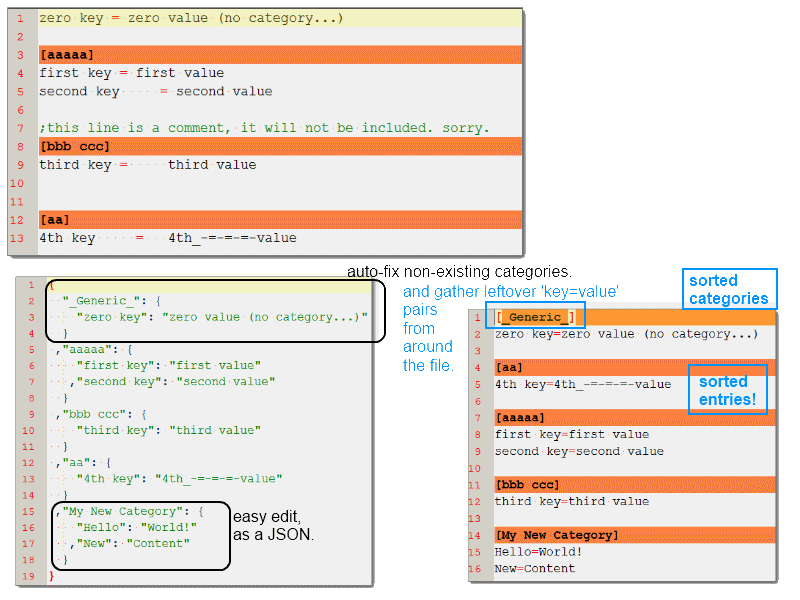 1 zero key = zero value (no category...)
2
3 [aaaaa]
4 first key = first value
5 second key = second value
6
7 ;this line is a comment, it will not be included. sorry.
8 [bbb ccc]
9 third key = third value
10
11
12 [aa]
13 4th key = 4th_-=-=-=-value
auto-fix non-existing categories.
and gather leftover 'key=value'
pairs
from
around
the file.
sorted
categories
sorted
entries!
1 {
2 "_Generic_": {
3 "zero key": "zero value (no category...)"
4 }
5 ,"aaaaa": {
6 "first key": "first value"
7 ,"second key": "second value"
8 }
9 ,"bbb ccc": {
10 "third key": "third value"
11 }
12 ,"aa": {
13 "4th key": "4th_-=-=-=-value"
14 }
15 ,"My New Category": {
16 "Hello": "World!"
17 ,"New": "Content"
18 }
19 }
easy edit,
as a JSON.
1 [_Generic_]
2 zero key=zero value (no category...)
3
4 [aa]
5 4th key=4th_-=-=-=-value
6
7 [aaaaa]
8 first key=first value
9 second key=second value
10
11 [bbb ccc]
12 third key=third value
13
14 [My New Category]
15 Hello=World!
16 New=Content